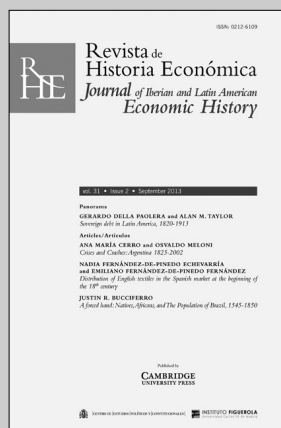 ISSN: 0212-6109
RHE
Revista de
Historia Económica
Journal of Iberian and Latin American
Economic History
vol. 31 • Issue 2 • September 2013
Panorama
GERARDO DELLA PAOLERA and ALAN M. TAYLOR
Sovereign debt in Latin America, 1820-1913
Articles/Artículos
ANA MARÍA CERRO and OSVALDO MELONI
Crises and Crashes: Argentina 1823-2002
NADIA FERNÁNDEZ-DE-PINEDO ECHEVARRÍA
and EMILIANO FERNÁNDEZ-DE-PINEDO FERNÁNDEZ
Distribution of English textiles in the Spanish market at the beginning of
the 18th century
JUSTIN R. BUCCIFERRO
A forced hand: Natives, Africans, and The Population of Brazil, 1545-1850
Published by
CAMBRIDGE
UNIVERSITY PRESS
CENTRO DE ESTUDIOS POLÍTICOS Y CONSTITUCIONALES
INSTITUTO FIGUEROLA